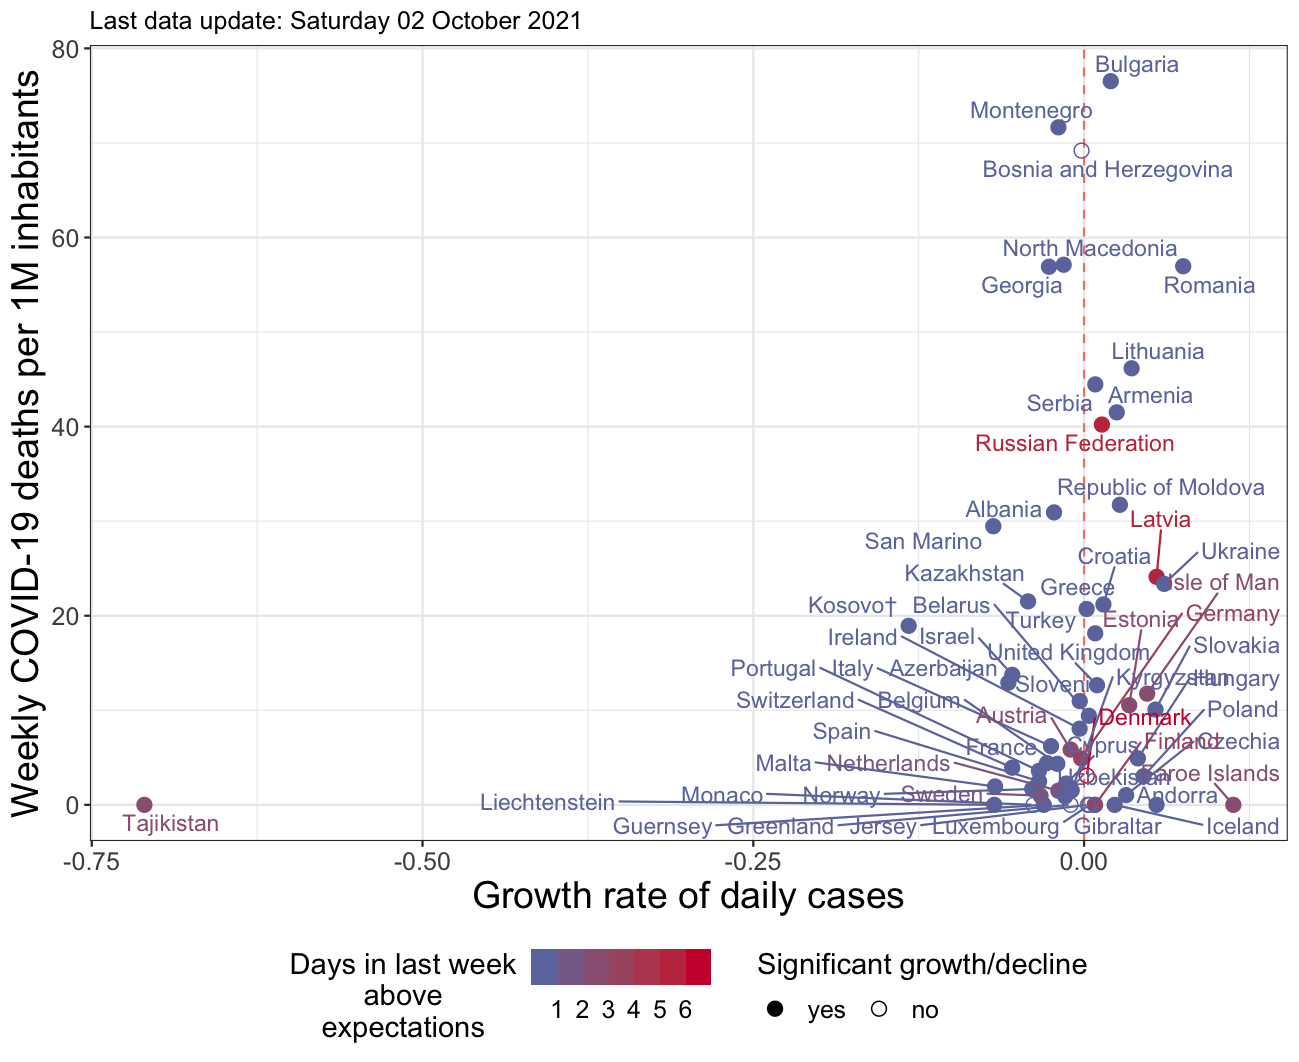 Last data update: Saturday 02 October 2021
Weekly COVID-19 deaths per 1M inhabitants
80
60
40
20
0
Bulgaria
Montenegro
Bosnia and Herzegovina
North Macedonia
Georgia
Romania
Lithuania
Serbia
Armenia
Russian Federation
Republic of Moldova
Albania
Latvia
San Marino
Croatia
Ukraine
Kazakhstan
Greece
Isle of Man
Kosovo†
Belarus
Turkey
Estonia
Germany
Ireland
Israel
United Kingdom
Slovakia
Portugal
Italy
Azerbaijan
Slovenia
Kyrgyzstan
Hungary
Switzerland
Belgium
Austria
Denmark
Poland
Spain
France
Cyprus
Finland
Czechia
Malta
Netherlands
Uzbekistan
Faroe Islands
Liechtenstein
Monaco
Norway
Sweden
Andorra
Tajikistan
Guernsey
Greenland
Jersey
Luxembourg
Gibraltar
Iceland
-0.75
-0.50
-0.25
0.00
Growth rate of daily cases
Days in last week
above
expectations
1 2 3 4 5 6
Significant growth/decline
yes
no